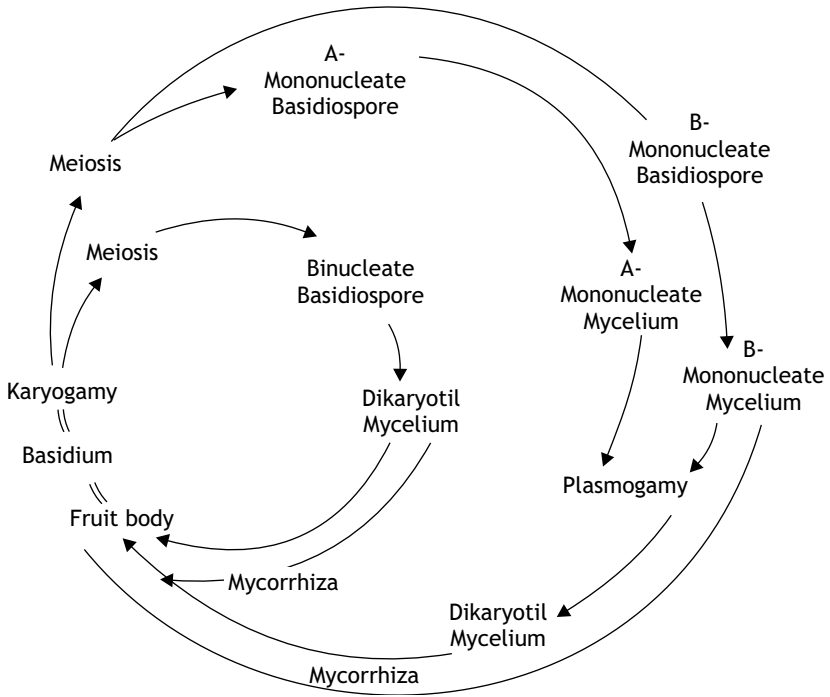 A-
Mononucleate
Basidiospore
B-
Mononucleate
Basidiospore
Meiosis
Meiosis
Binucleate
Basidiospore
A-
Mononucleate
Mycelium
B-
Mononucleate
Mycelium
Karyogamy
Dikaryotil
Mycelium
Basidium
Plasmogamy
Fruit body
Mycorrhiza
Dikaryotil
Mycelium
Mycorrhiza